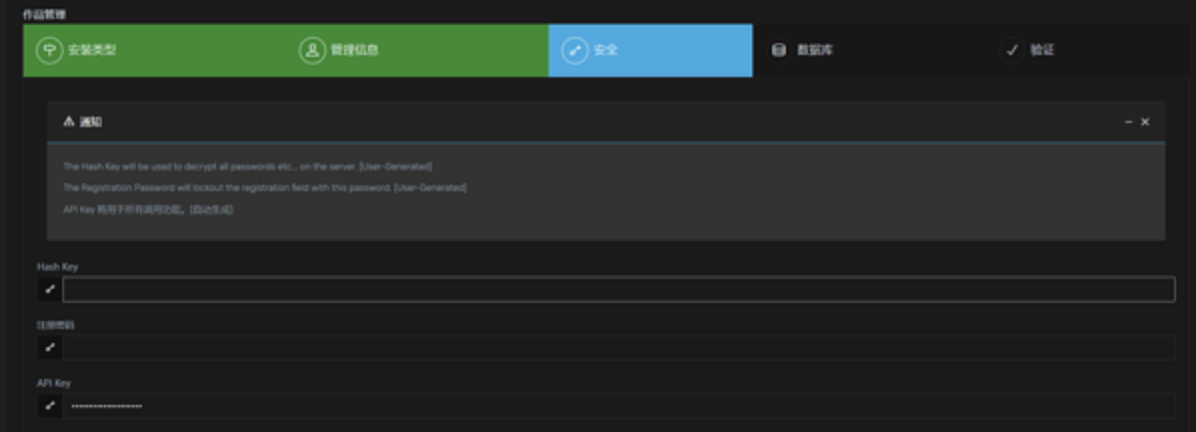 作品管理
安装类型 管理信息 安全 数据库 验证
通知
The Hash Key will be used to decrypt all passwords etc... on the server. [User-Generated]
The Registration Password will lockout the registration field with this password. [User-Generated]
API Key 将用于所有调用功能。 [自动生成]
Hash Key
注册密码
API Key